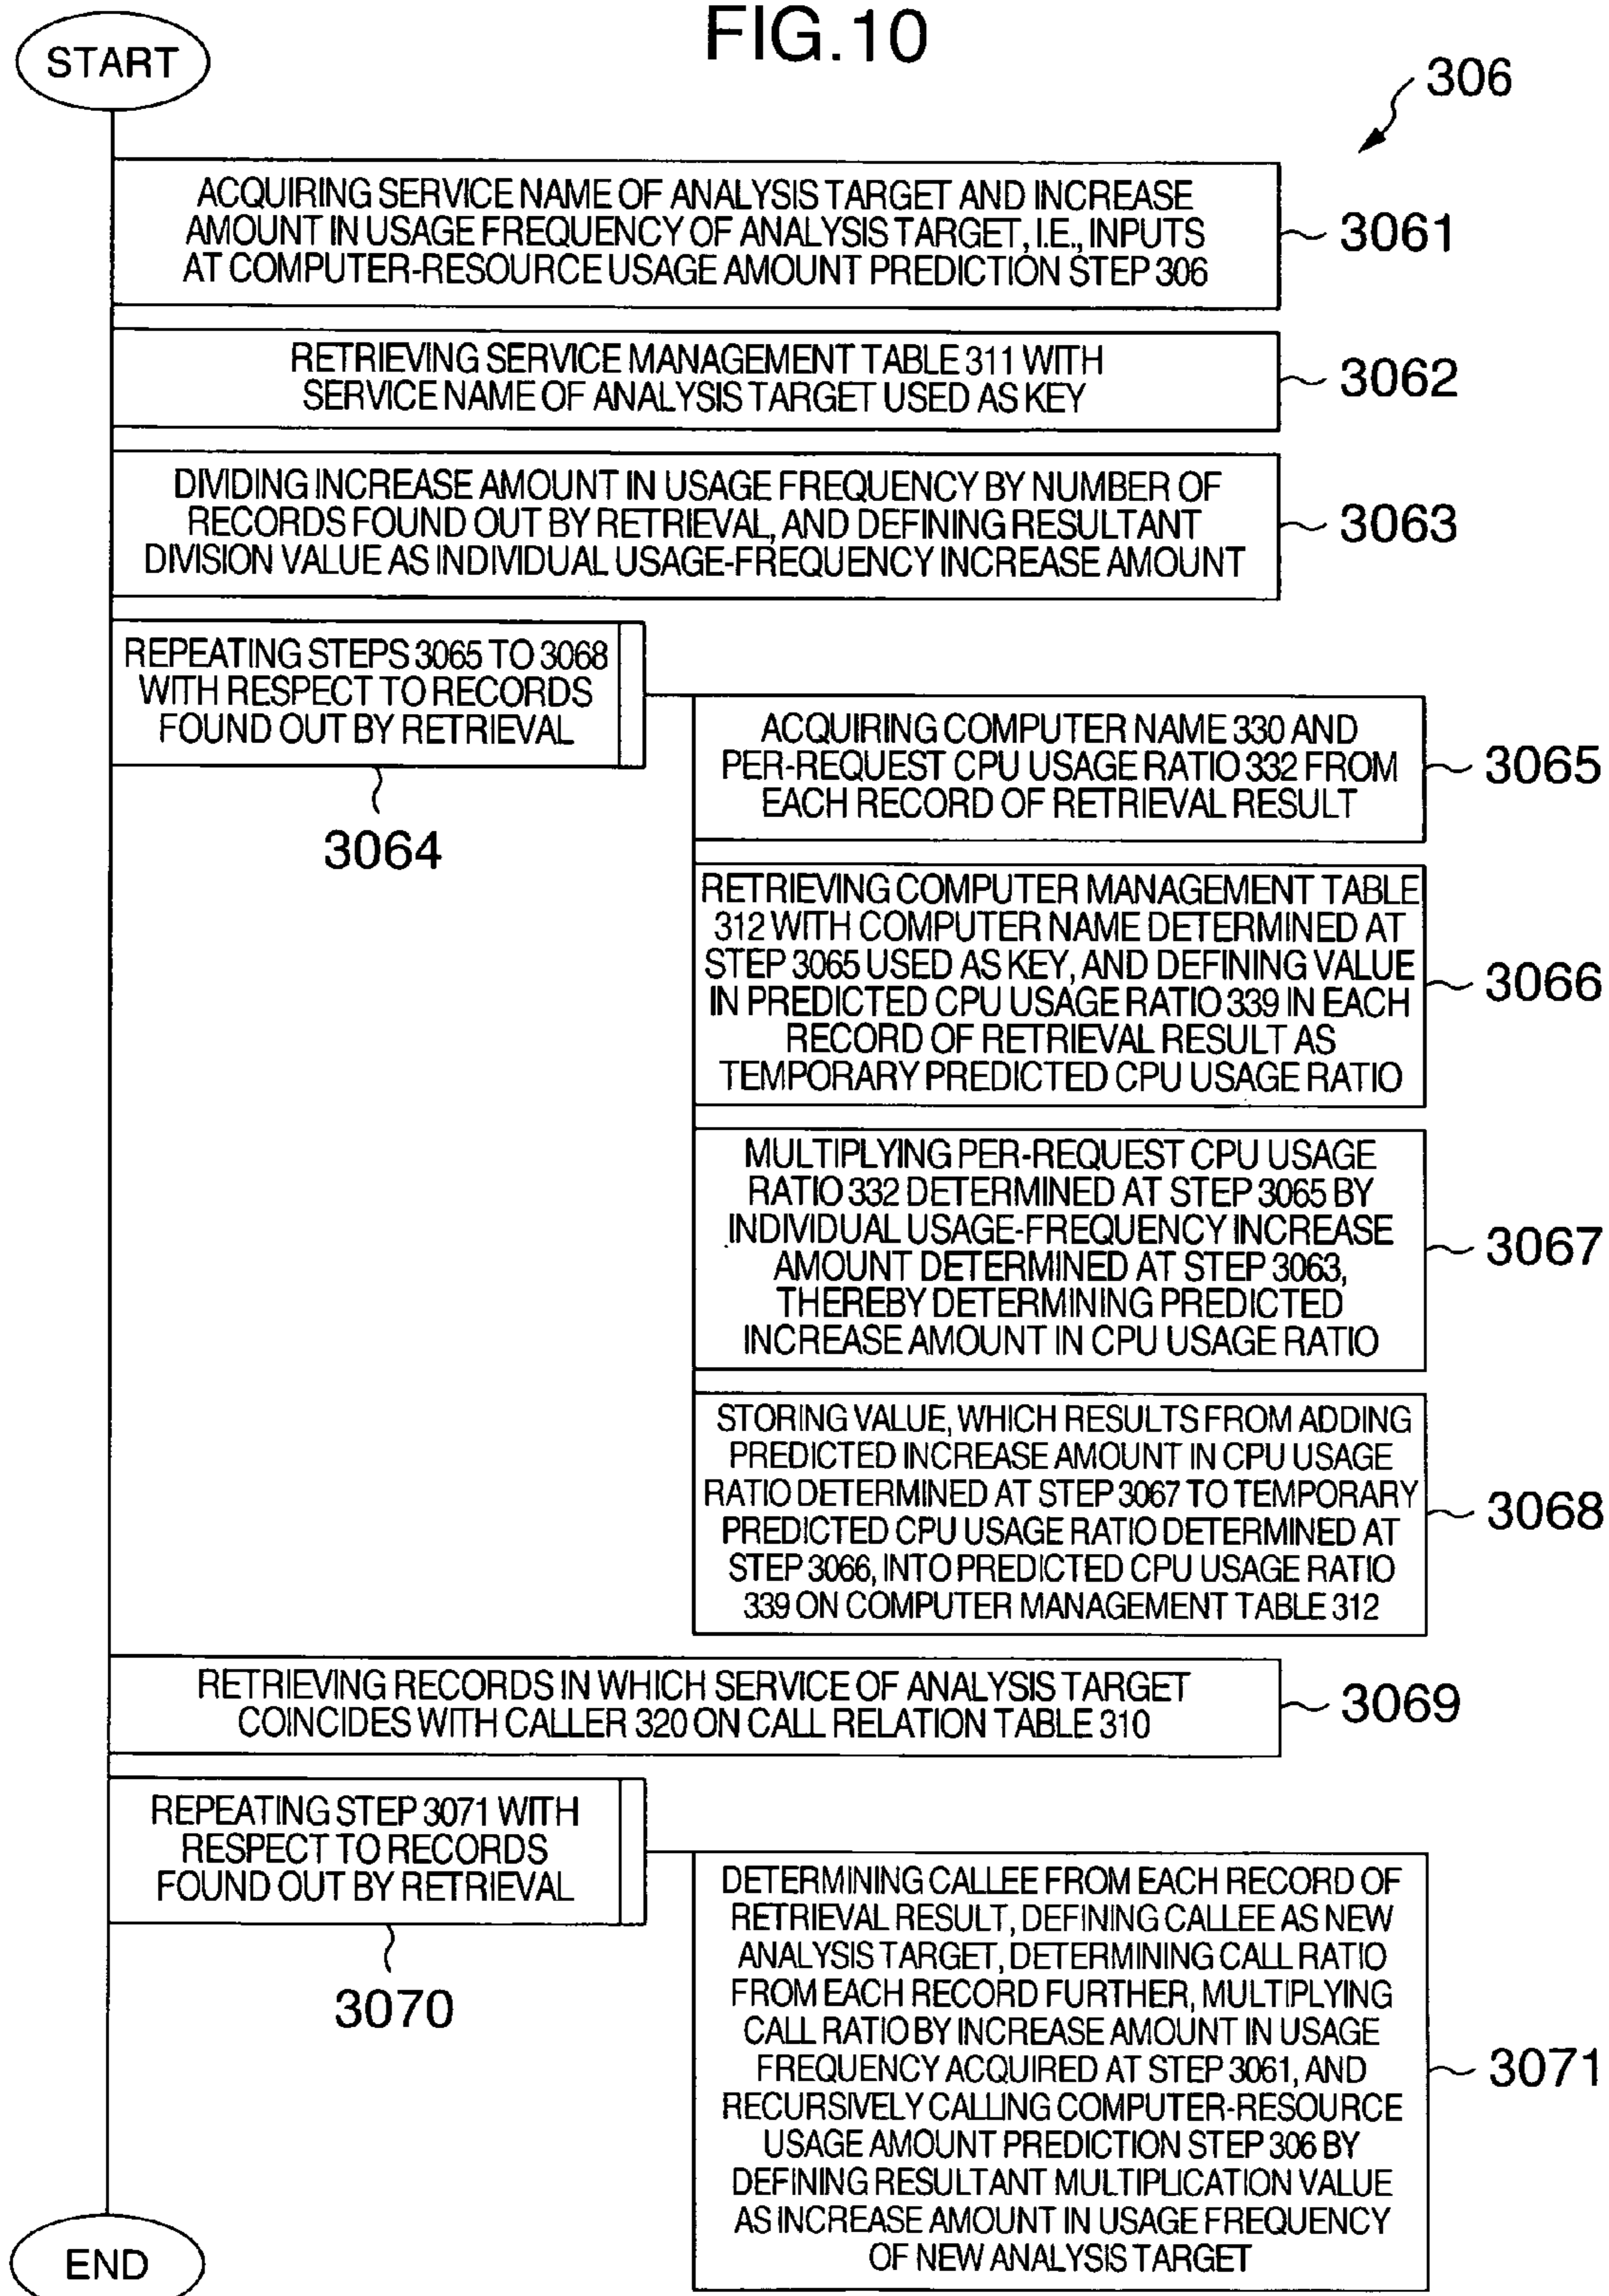 FIG.10
START
306
ACQUIRING SERVICE NAME OF ANALYSIS TARGET AND INCREASE
AMOUNT IN USAGE FREQUENCY OF ANALYSIS TARGET, I.E., INPUTS
AT COMPUTER-RESOURCE USAGE AMOUNT PREDICTION STEP 306
3061
RETRIEVING SERVICE MANAGEMENT TABLE 311 WITH
SERVICE NAME OF ANALYSIS TARGET USED AS KEY
3062
DIVIDING INCREASE AMOUNT IN USAGE FREQUENCY BY NUMBER OF
RECORDS FOUND OUT BY RETRIEVAL, AND DEFINING RESULTANT
DIVISION VALUE AS INDIVIDUAL USAGE-FREQUENCY INCREASE AMOUNT
3063
REPEATING STEPS 3065 TO 3068
WITH RESPECT TO RECORDS
FOUND OUT BY RETRIEVAL
3064
ACQUIRING COMPUTER NAME 330 AND
PER-REQUEST CPU USAGE RATIO 332 FROM
EACH RECORD OF RETRIEVAL RESULT
3065
RETRIEVING COMPUTER MANAGEMENT TABLE
312 WITH COMPUTER NAME DETERMINED AT
STEP 3065 USED AS KEY, AND DEFINING VALUE
IN PREDICTED CPU USAGE RATIO 339 IN EACH
RECORD OF RETRIEVAL RESULT AS
TEMPORARY PREDICTED CPU USAGE RATIO
3066
MULTIPLYING PER-REQUEST CPU USAGE
RATIO 332 DETERMINED AT STEP 3065 BY
INDIVIDUAL USAGE-FREQUENCY INCREASE
AMOUNT DETERMINED AT STEP 3063,
THEREBY DETERMINING PREDICTED
INCREASE AMOUNT IN CPU USAGE RATIO
3067
STORING VALUE, WHICH RESULTS FROM ADDING
PREDICTED INCREASE AMOUNT IN CPU USAGE
RATIO DETERMINED AT STEP 3067 TO TEMPORARY
PREDICTED CPU USAGE RATIO DETERMINED AT
STEP 3066, INTO PREDICTED CPU USAGE RATIO
339 ON COMPUTER MANAGEMENT TABLE 312
3068
RETRIEVING RECORDS IN WHICH SERVICE OF ANALYSIS TARGET
COINCIDES WITH CALLER 320 ON CALL RELATION TABLE 310
3069
REPEATING STEP 3071 WITH
RESPECT TO RECORDS
FOUND OUT BY RETRIEVAL
3070
DETERMINING CALLEE FROM EACH RECORD OF
RETRIEVAL RESULT, DEFINING CALLEE AS NEW
ANALYSIS TARGET, DETERMINING CALL RATIO
FROM EACH RECORD FURTHER, MULTIPLYING
CALL RATIO BY INCREASE AMOUNT IN USAGE
FREQUENCY ACQUIRED AT STEP 3061, AND
RECURSIVELY CALLING COMPUTER-RESOURCE
USAGE AMOUNT PREDICTION STEP 306 BY
DEFINING RESULTANT MULTIPLICATION VALUE
AS INCREASE AMOUNT IN USAGE FREQUENCY
OF NEW ANALYSIS TARGET
3071
END